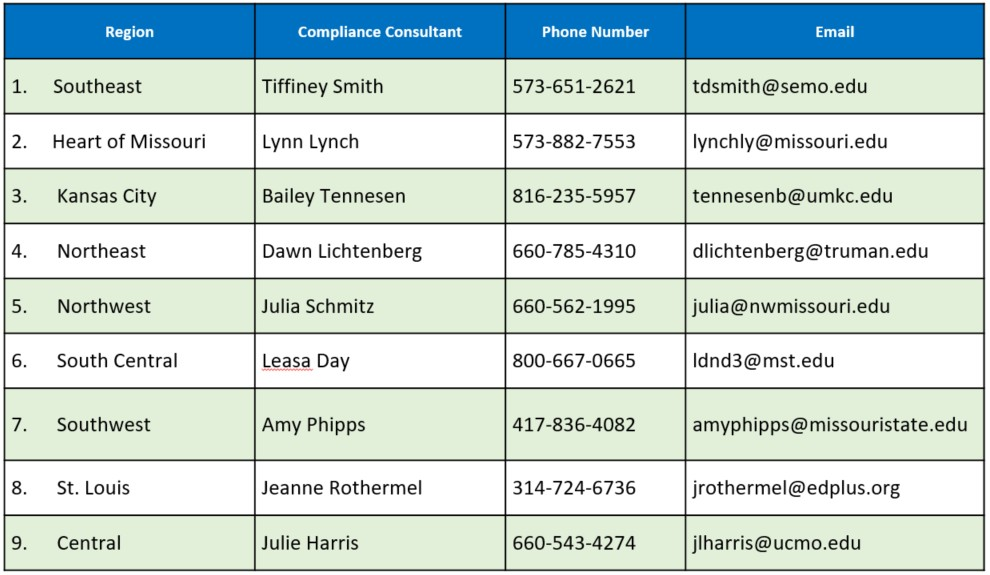 Region Compliance Consultant Phone Number Email
1. Southeast Tiffiney Smith 573-651-2621 tdsmith@semo.edu
2. Heart of Missouri Lynn Lynch 573-882-7553 lynchly@missouri.edu
3. Kansas City Bailey Tennesen 816-235-5957 tennesenb@umkc.edu
4. Northeast Dawn Lichtenberg 660-785-4310 dlichtenberg@truman.edu
5. Northwest Julia Schmitz 660-562-1995 julia@nwmissouri.edu
6. South Central Leasa Day 800-667-0665 ldnd3@mst.edu
7. Southwest Amy Phipps 417-836-4082 amyphipps@missouristate.edu
8. St. Louis Jeanne Rothermel 314-724-6736 jrothermel@edplus.org
9. Central Julie Harris 660-543-4274 jlharris@ucmo.edu